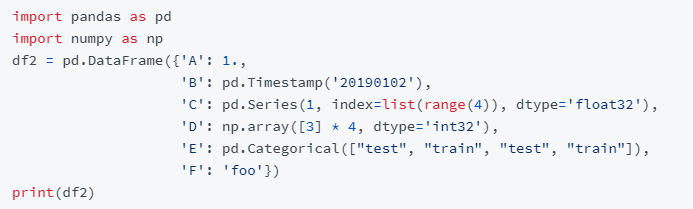 import pandas as pd
import numpy as np
df2 = pd.DataFrame({'A': 1.,
                     'B': pd.Timestamp('20190102'),
                     'C': pd.Series(1, index=list(range(4)), dtype='float32'),
                     'D': np.array([3] * 4, dtype='int32'),
                     'E': pd.Categorical(["test", "train", "test", "train"]),
                     'F': 'foo'})
print(df2)